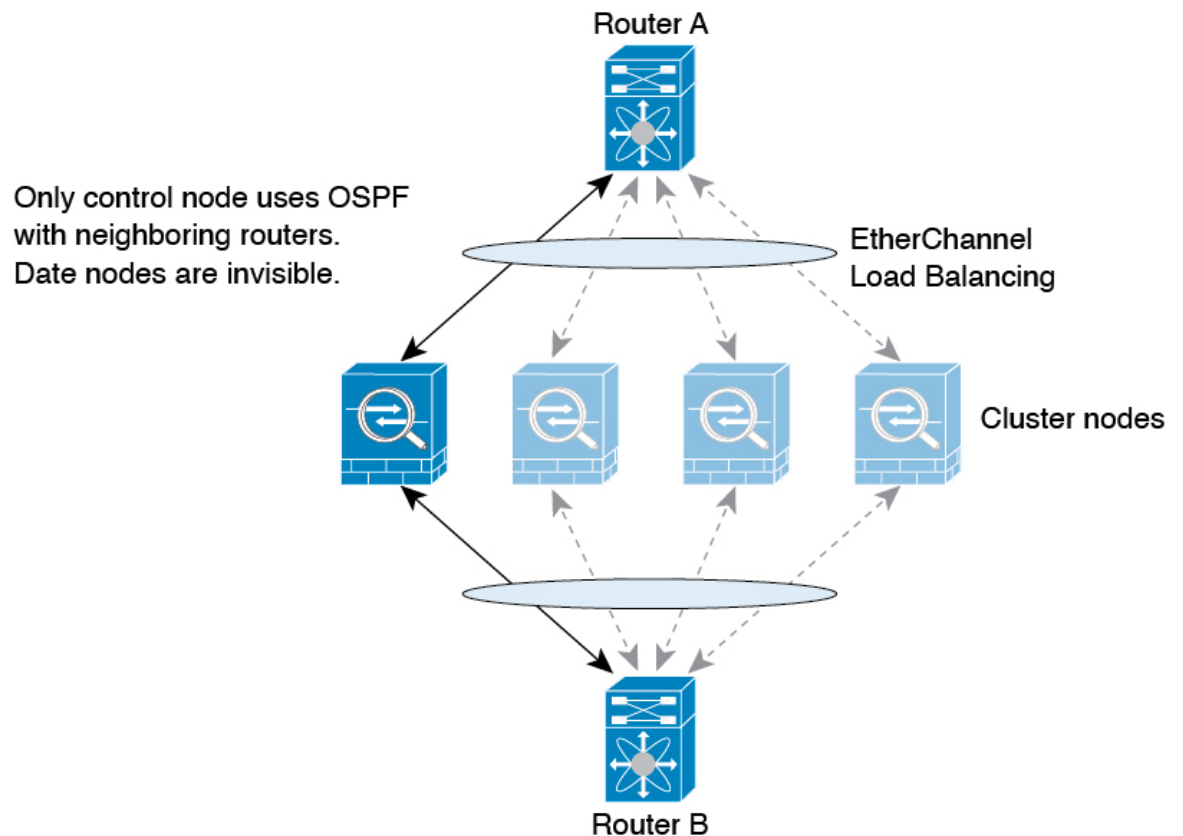 Router A
Only control node uses OSPF
with neighboring routers.
Date nodes are invisible.
EtherChannel
Load Balancing
Cluster nodes
Router B